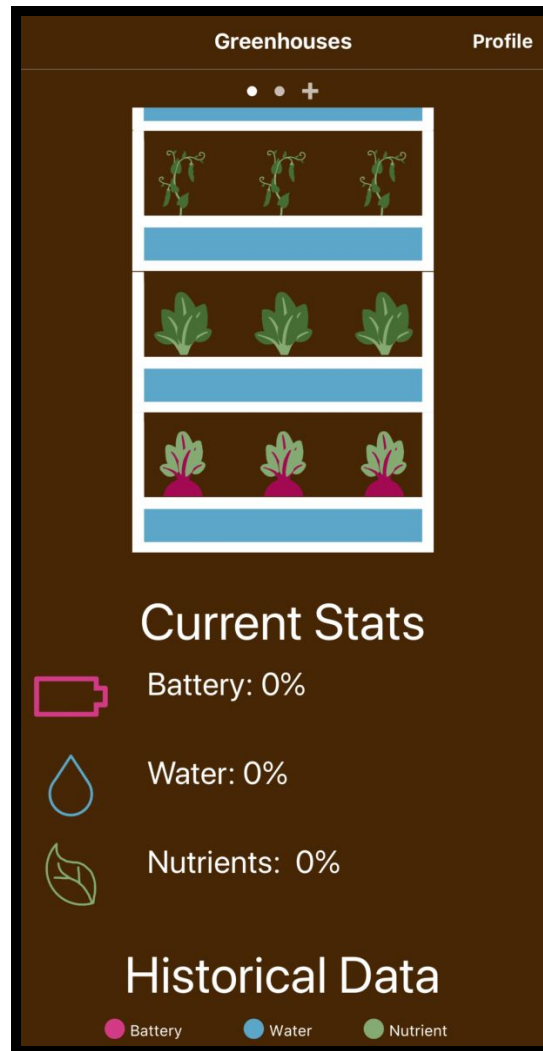 Greenhouses Profile
Current Stats
Battery: 0%
Water: 0%
Nutrients: 0%
Historical Data
Battery Water Nutrient